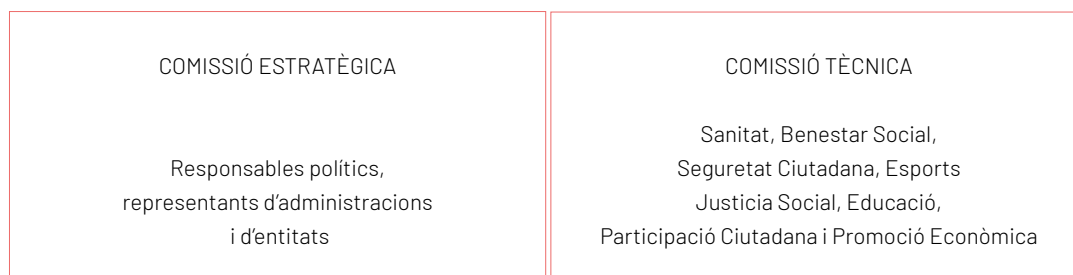 COMISSIÓ ESTRATÈGICA
Responsables polítics,
representants d’administracions
i d’entitats
COMISSIÓ TÈCNICA
Sanitat, Benestar Social,
Seguretat Ciutadana, Esports
Justicia Social, Educació,
Participació Ciutadana i Promoció Econòmica